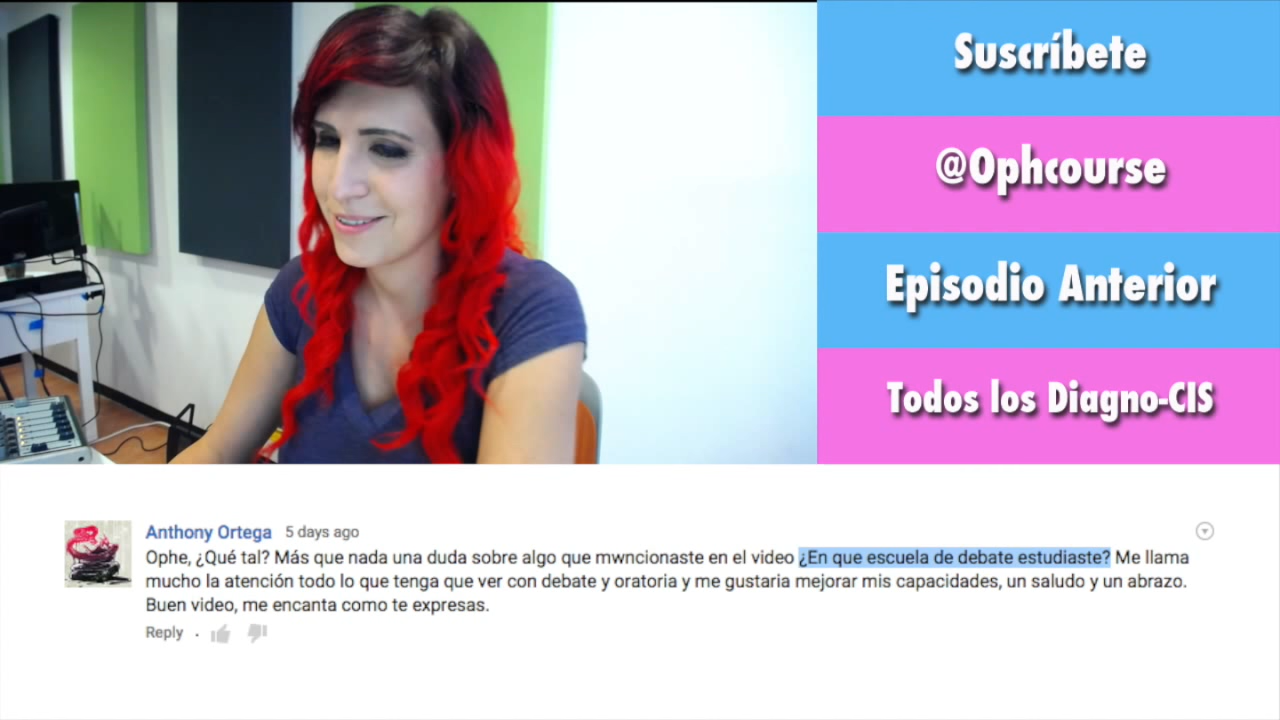 Suscríbete
@Ophcourse
Episodio Anterior
Todos los Diagno-CIS
Anthony Ortega 5 days ago
Ophe, ¿Qué tal? Más que nada una duda sobre algo que mwncionaste en el video ¿En que escuela de debate estudiaste? Me llama
mucho la atención todo lo que tenga que ver con debate y oratoria y me gustaria mejorar mis capacidades, un saludo y un abrazo.
Buen video, me encanta como te expresas.
Reply .